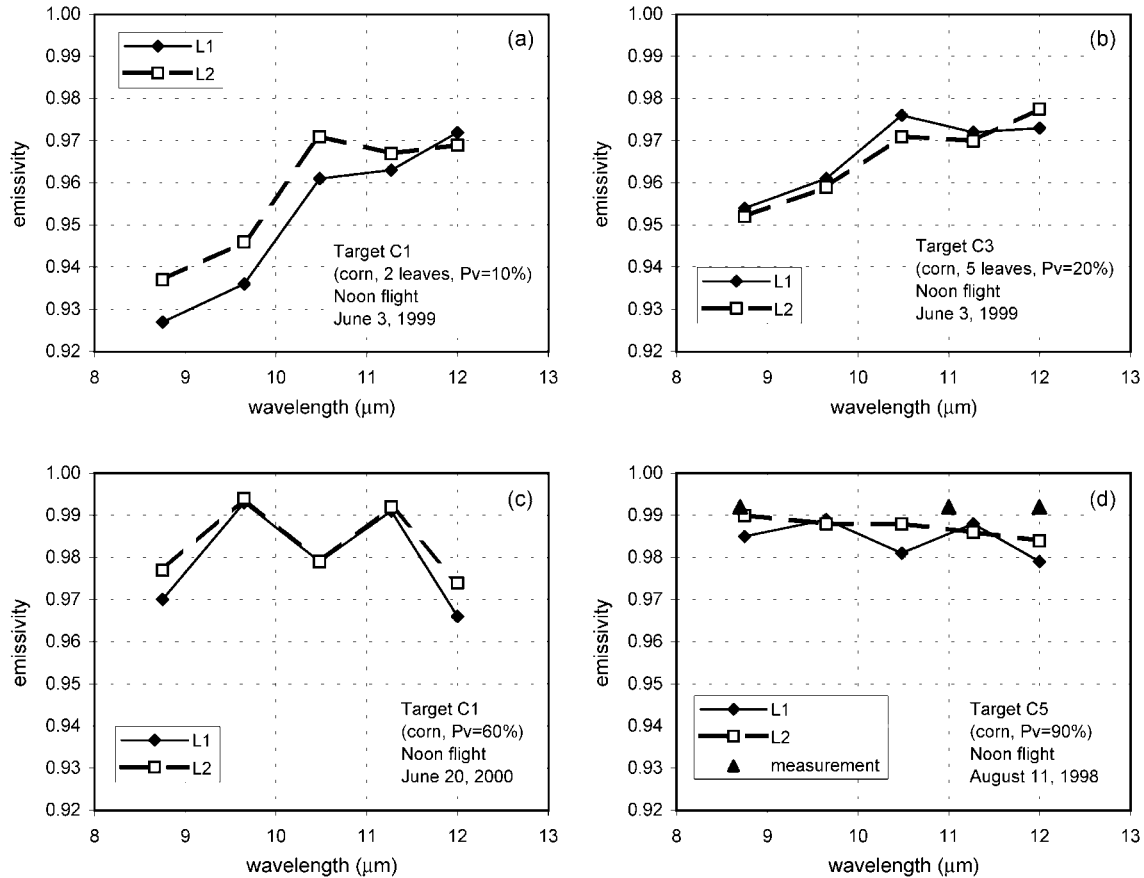 (a)
L1
L2
1.00
0.99
0.98
0.97
0.96
0.95
0.94
0.93
0.92
emissivity
Target C1
(corn, 2 leaves, Pv=10%)
Noon flight
June 3, 1999
8 9 10 11 12 13
wavelength (μm)
(b)
1.00
0.99
0.98
0.97
0.96
0.95
0.94
0.93
0.92
emissivity
Target C3
(corn, 5 leaves, Pv=20%)
Noon flight
June 3, 1999
L1
L2
8 9 10 11 12 13
wavelength (μm)
(c)
1.00
0.99
0.98
0.97
0.96
0.95
0.94
0.93
0.92
emissivity
Target C1
(corn, Pv=60%)
Noon flight
June 20, 2000
L1
L2
8 9 10 11 12 13
wavelength (μm)
(d)
1.00
0.99
0.98
0.97
0.96
0.95
0.94
0.93
0.92
emissivity
L1
L2
measurement
Target C5
(corn, Pv=90%)
Noon flight
August 11, 1998
8 9 10 11 12 13
wavelength (μm)